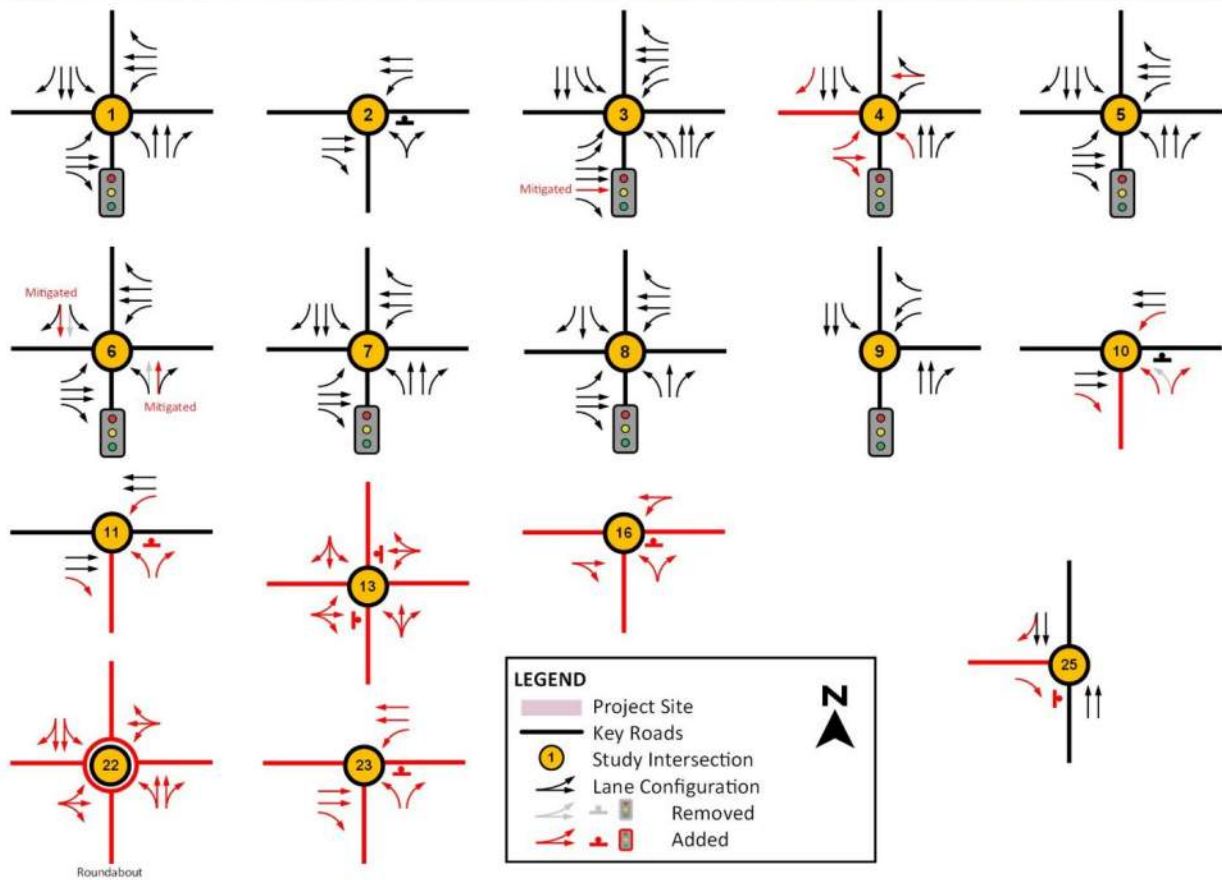 1
2
3
4
5
Mitigated
Mitigated
6
7
8
9
10
Mitigated
11
13
16
25
22
23
Roundabout
LEGEND
Project Site
Key Roads
1 Study Intersection
Lane Configuration
Removed
Added
N